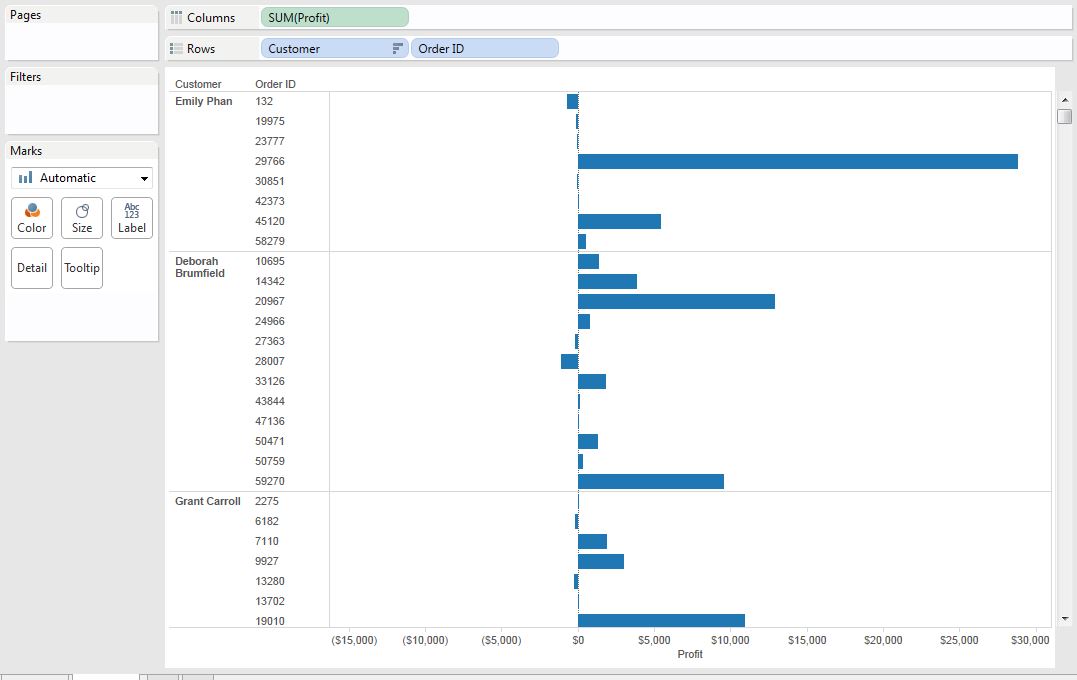 Pages
Columns SUM(Profit)
Rows Customer Order ID
Filters
Marks
Automatic
Color Size Abc 123 Label
Detail Tooltip
Customer Order ID
Emily Phan 132
19975
23777
29766
30851
42373
45120
58279
Deborah Brumfield 10695
14342
20967
24966
27363
28007
33126
43844
47136
50471
50759
59270
Grant Carroll 2275
6182
7110
9927
13280
13702
19010
($15,000) ($10,000) ($5,000) $0 $5,000 $10,000 $15,000 $20,000 $25,000 $30,000
Profit